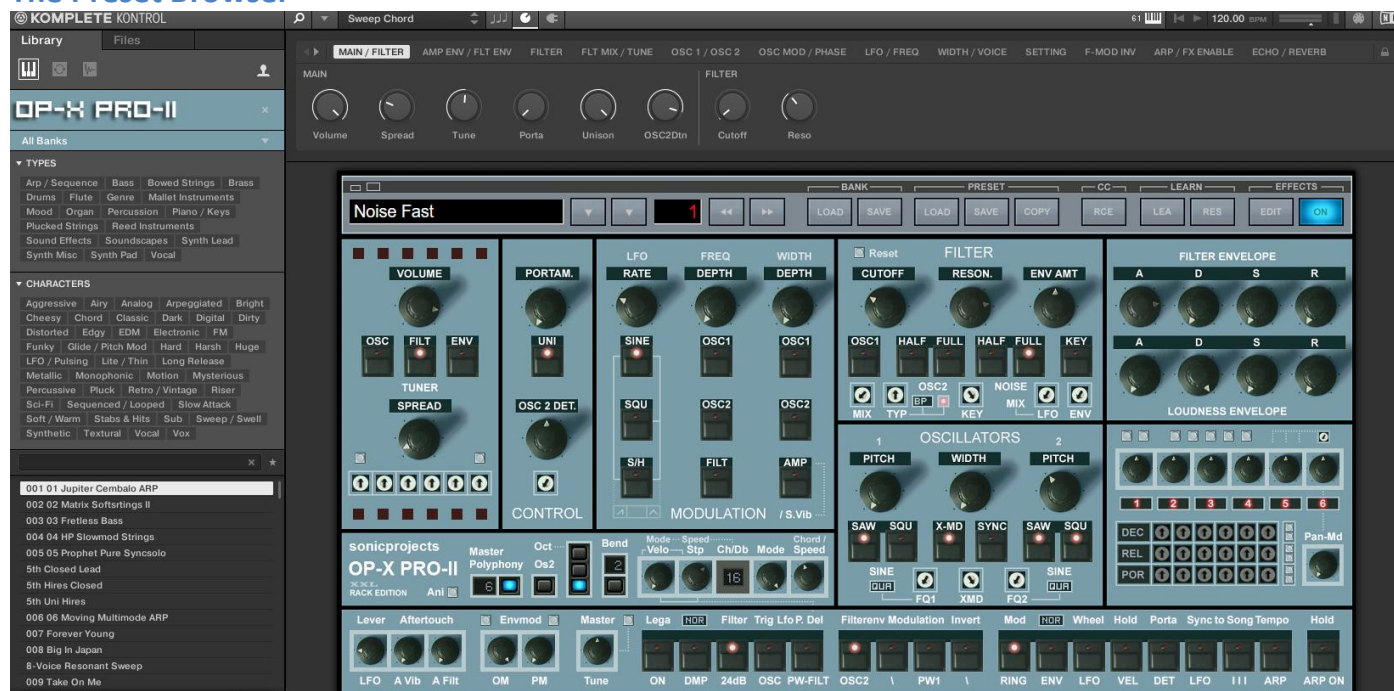 The Preset Browser
KOMPLETE KONTROL
Sweep Chord
61
120.00 BPM
Library Files
MAIN / FILTER AMP ENV / FLT ENV FILTER FLT MIX / TUNE OSC 1 / OSC 2 OSC MOD / PHASE LFO / FREQ WIDTH / VOICE SETTING F-MOD INV ARP / FX ENABLE ECHO / REVERB
MAIN FILTER
Volume Spread Tune Porta Unison OSC2Dtn Cutoff Reso
OP-X PRO-II
All Banks
TYPES
Arp / Sequence Bass Bowed Strings Brass
Drums Flute Genre Mallet Instruments
Mood Organ Percussion Piano / Keys
Plucked Strings Reed Instruments
Sound Effects Soundscapes Synth Lead
Synth Misc Synth Pad Vocal
CHARACTERS
Aggressive Airy Analog Arpeggiated Bright
Cheesy Chord Classic Dark Digital Dirty
Distorted Edgy EDM Electronic FM
Funky Glide / Pitch Mod Hard Harsh Huge
LFO / Pulsing Lite / Thin Long Release
Metallic Monophonic Motion Mysterious
Percussive Pluck Retro / Vintage Riser
Sci-Fi Sequenced / Looped Slow Attack
Soft / Warm Stabs & Hits Sub Sweep / Swell
Synthetic Textural Vocal Vox
001 01 Jupiter Cembalo ARP
002 02 Matrix Softsrtings II
003 03 Fretless Bass
004 04 HP Slowmod Strings
005 05 Prophet Pure Syncsolo
5th Closed Lead
5th Hires Closed
5th Uni Hires
006 06 Moving Multimode ARP
007 Forever Young
008 Big In Japan
8-Voice Resonant Sweep
009 Take On Me
BANK PRESET CC LEARN EFFECTS
Noise Fast 1 LOAD SAVE LOAD SAVE COPY RCE LEA RES EDIT ON
VOLUME
OSC FILT ENV
TUNER
SPREAD
PORTAM.
UNI
OSC 2 DET.
CONTROL
LFO FREQ WIDTH
RATE DEPTH DEPTH
SINE OSC1 OSC1
SQU OSC2 OSC2
S/H FILT AMP
MODULATION / S.Vib
Reset FILTER
CUTOFF RESON. ENV AMT
OSC1 HALF FULL HALF FULL KEY
OSC2 NOISE
BP MIX
MIX TYP KEY LFO ENV
FILTER ENVELOPE
A D S R
A D S R
LOUDNESS ENVELOPE
1 OSCILLATORS 2
PITCH WIDTH PITCH
SAW SQU X-MD SYNC SAW SQU
SINE SINE
QUA QUA
FQ1 XMD FQ2
1 2 3 4 5 6
DEC
REL
POR
Pan-Md
sonicprojects
OP-X PRO-II
XXL
RACK EDITION Ani
Master
Polyphony
6
Oct
Os2
Bend
2
Mode Speed Chord /
Velo Stp Ch/Db Mode Speed
16
Lever Aftertouch Envmod Master Lega NOR Filter Trig Lfo P. Del Filterenv Modulation Invert Mod NOR Wheel Hold Porta Sync to Song Tempo Hold
LFO A Vib A Filt OM PM Tune ON DMP 24dB OSC PW-FILT OSC2 \ PW1 \ RING ENV LFO VEL DET LFO III ARP ARP ON